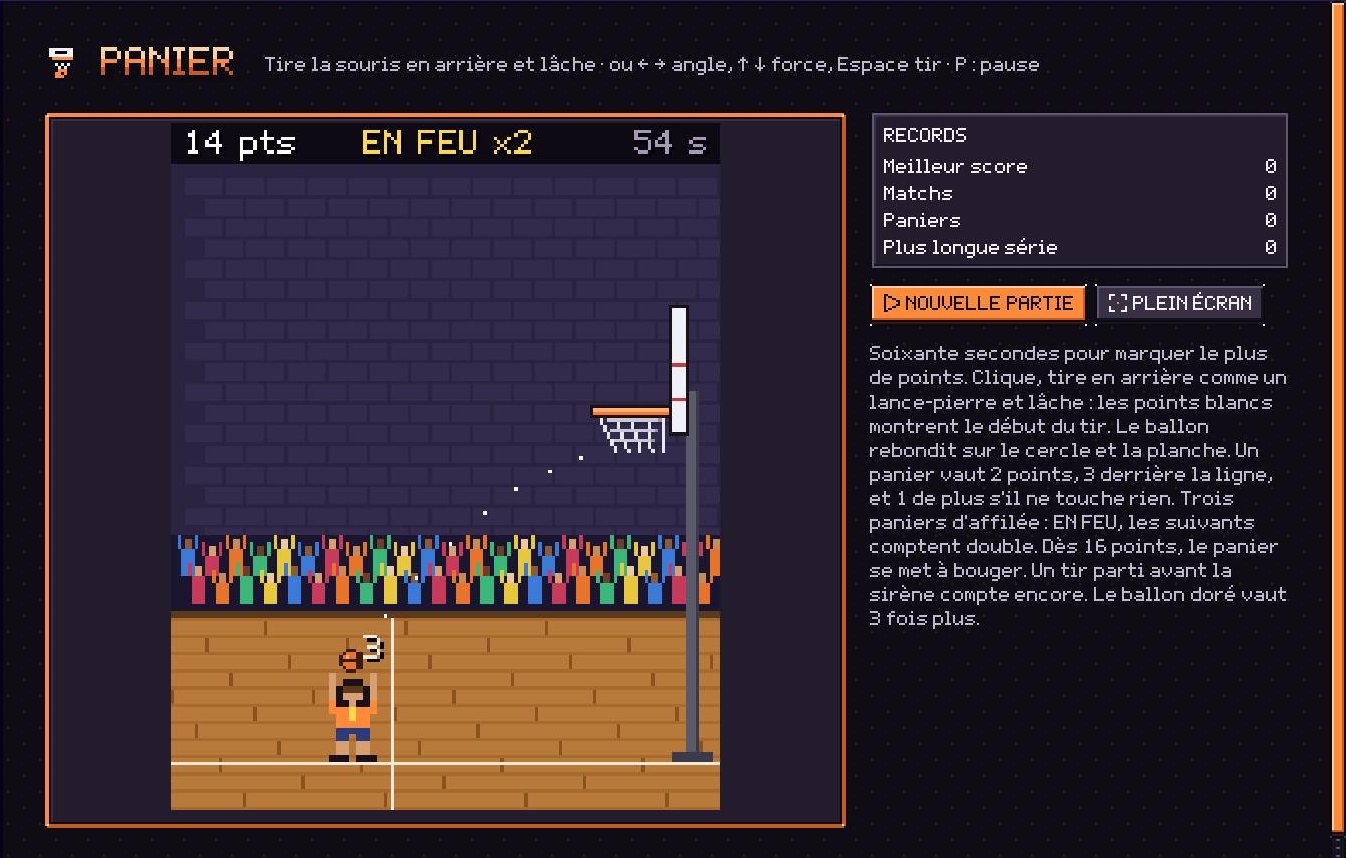 PANIER
Tire la souris en arrière et lâche · ou ← → angle, ↑ ↓ force, Espace tir · P : pause
14 pts
EN FEU x2
54 s
3
RECORDS
Meilleur score 0
Matchs 0
Paniers 0
Plus longue série 0
NOUVELLE PARTIE
PLEIN ÉCRAN
Soixante secondes pour marquer le plus
de points. Clique, tire en arrière comme un
lance-pierre et lâche : les points blancs
montrent le début du tir. Le ballon
rebondit sur le cercle et la planche. Un
panier vaut 2 points, 3 derrière la ligne,
et 1 de plus s'il ne touche rien. Trois
paniers d'affilée : EN FEU, les suivants
comptent double. Dès 16 points, le panier
se met à bouger. Un tir parti avant la
sirène compte encore. Le ballon doré vaut
3 fois plus.